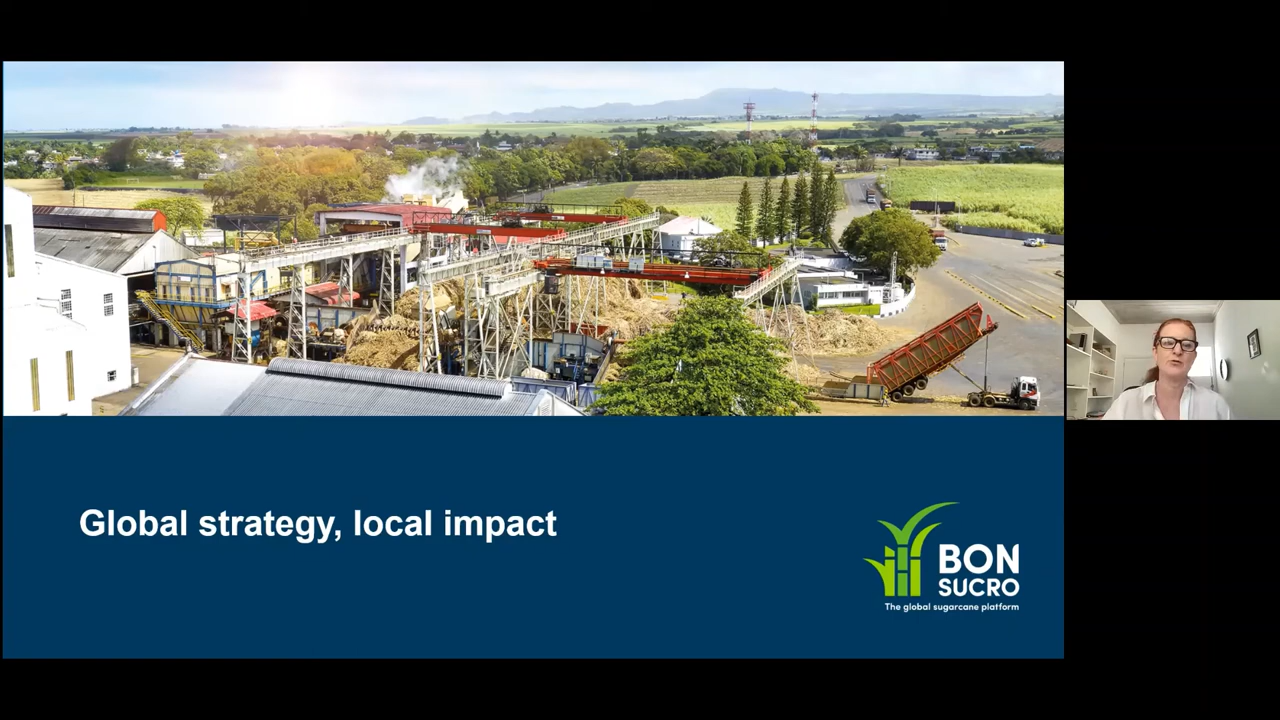 Global strategy, local impact
BON
SUCRO
The global sugarcane platform